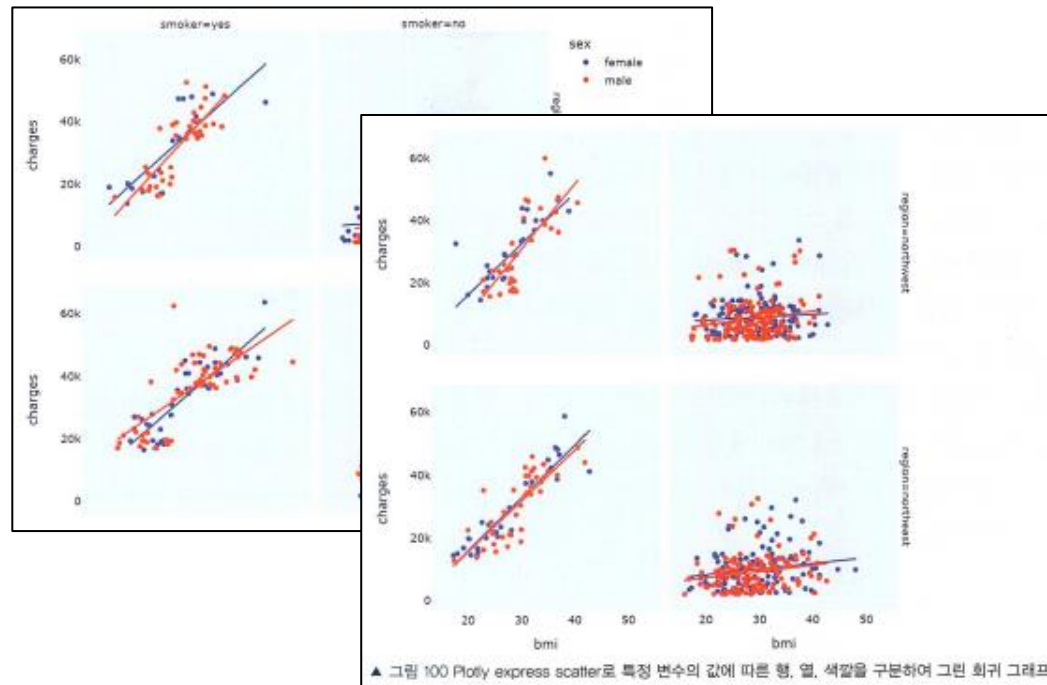 smoker=yes smoker=no
sex
female
male
60k
40k
20k
0
charges
60k
40k
20k
0
charges
60k
40k
20k
0
charges
region=northwest
60k
40k
20k
0
charges
region=northeast
20 30 40 50 20 30 40 50
bmi bmi
▲ 그림 100 Plotly express scatter로 특정 변수의 값에 따른 행, 열, 색깔을 구분하여 그린 회귀 그래프